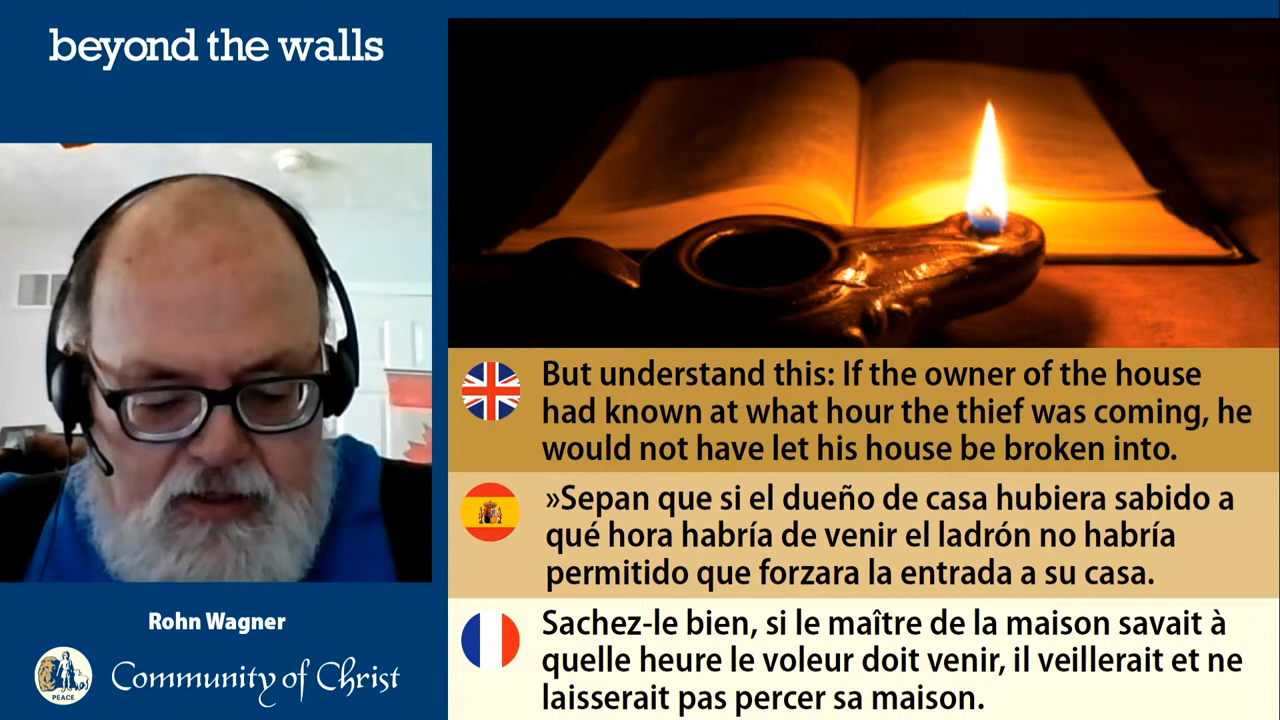 beyond the walls
But understand this: If the owner of the house
had known at what hour the thief was coming, he
would not have let his house be broken into.
»Sepan que si el dueño de casa hubiera sabido a
qué hora habría de venir el ladrón no habría
permitido que forzara la entrada a su casa.
Sachez-le bien, si le maître de la maison savait à
quelle heure le voleur doit venir, il veillerait et ne
laisserait pas percer sa maison.
Rohn Wagner
PEACE
Community of Christ